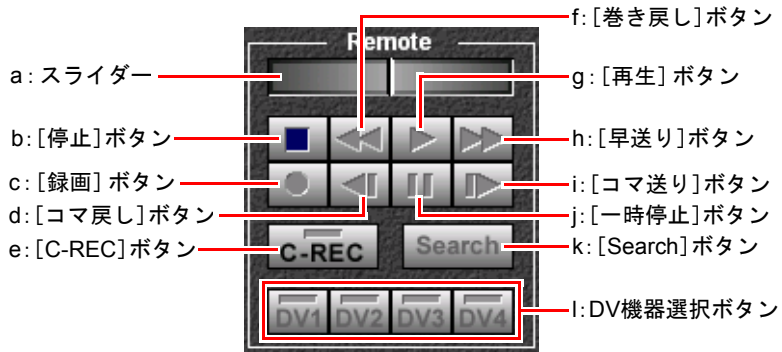 f:[巻き戻し]ボタン
Remote
a:スライダー
g:[再生] ボタン
b:[停止]ボタン
h:[早送り]ボタン
c:[録画] ボタン
i:[コマ送り]ボタン
d:[コマ戻し]ボタン
j:[一時停止]ボタン
e:[C-REC]ボタン
C-REC
Search
k:[Search]ボタン
DV1 DV2 DV3 DV4
l:DV機器選択ボタン